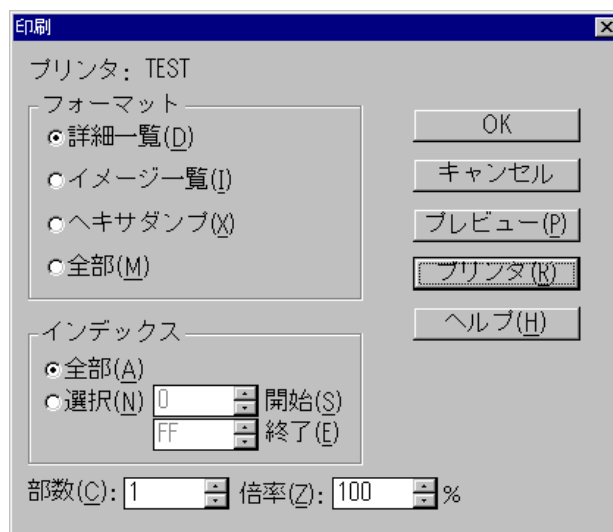 印刷
プリンタ: TEST
フォーマット
詳細一覧(D)
イメージ一覧(I)
ヘキサダンプ(X)
全部(M)
OK
キャンセル
プレビュー(P)
プリンタ(R)
ヘルプ(H)
インデックス
全部(A)
選択(N) 0 開始(S)
FF 終了(E)
部数(C): 1 倍率(Z): 100 %